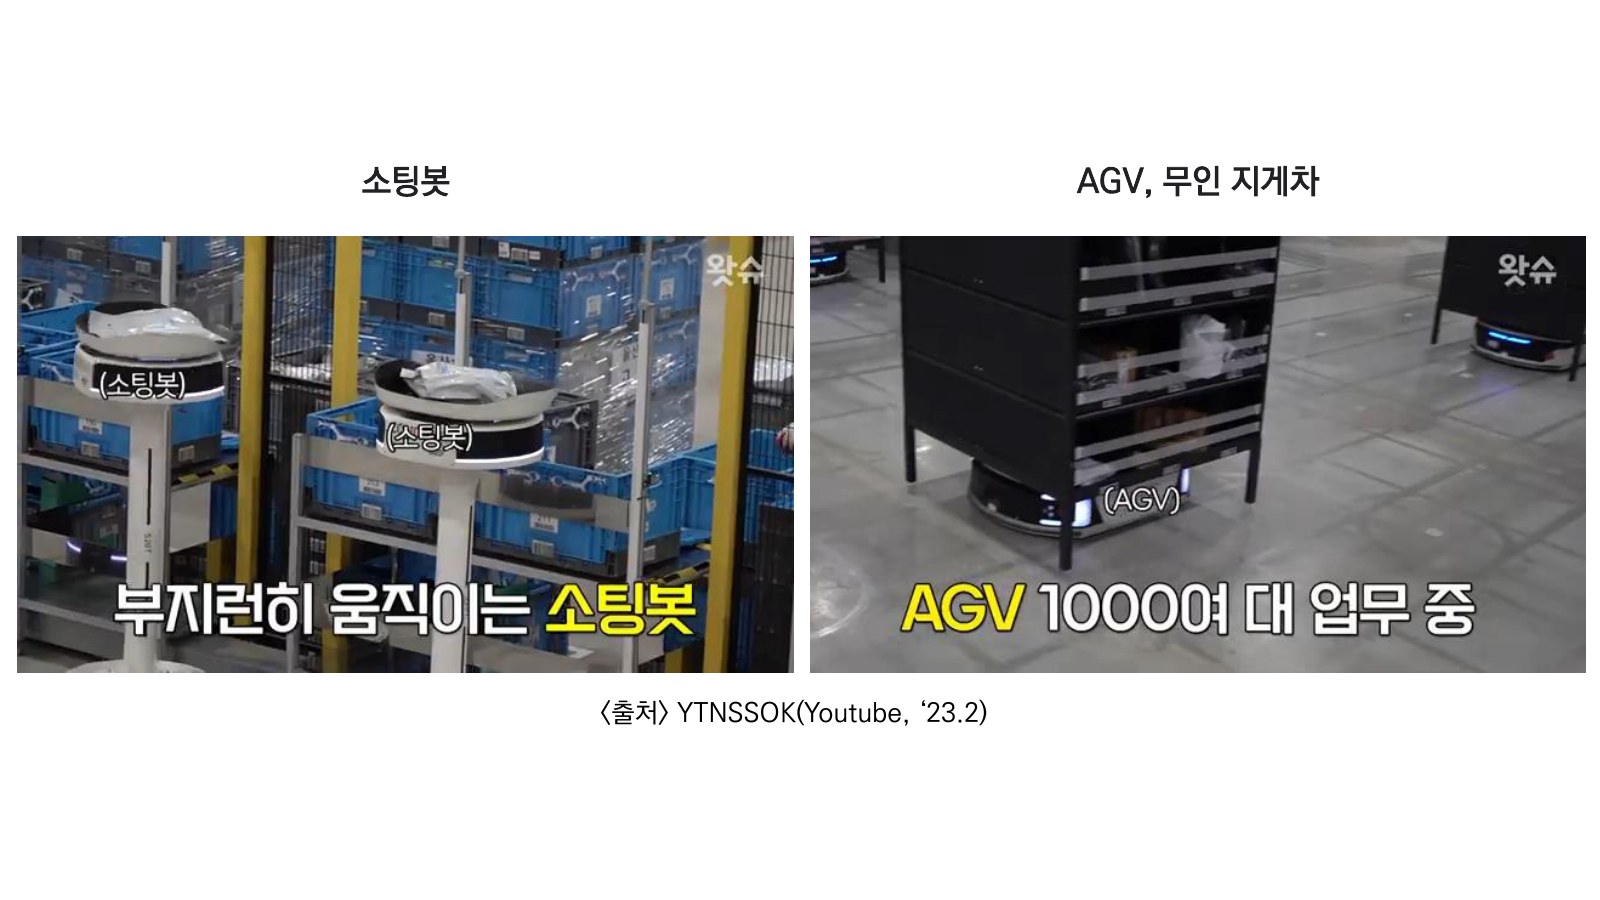 소팅봇
AGV, 무인 지게차
왓슈
(소팅봇)
(소팅봇)
부지런히 움직이는 소팅봇
왓슈
(AGV)
AGV 1000여 대 업무 중
<출처> YTNSSOK(Youtube, ‘23.2)